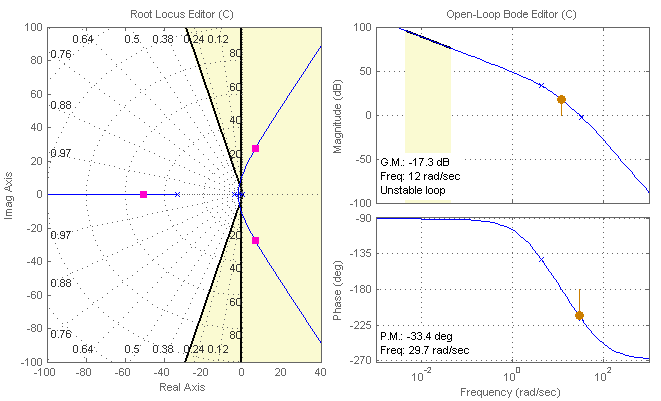 Root Locus Editor (C)
0.64 0.5 0.38 0.24 0.12
0.76
0.88
0.97
0.97
0.88
0.76
0.64 0.5 0.38 0.24 0.12
80
60
40
20
20
40
60
80
100
80
60
40
20
0
-20
-40
-60
-80
-100
Imag Axis
-100 -80 -60 -40 -20 0 20 40
Real Axis
Open-Loop Bode Editor (C)
100
50
0
-50
-100
Magnitude (dB)
G.M.: -17.3 dB
Freq: 12 rad/sec
Unstable loop
-90
-135
-180
-225
-270
Phase (deg)
P.M.: -33.4 deg
Freq: 29.7 rad/sec
10^-2 10^0 10^2
Frequency (rad/sec)